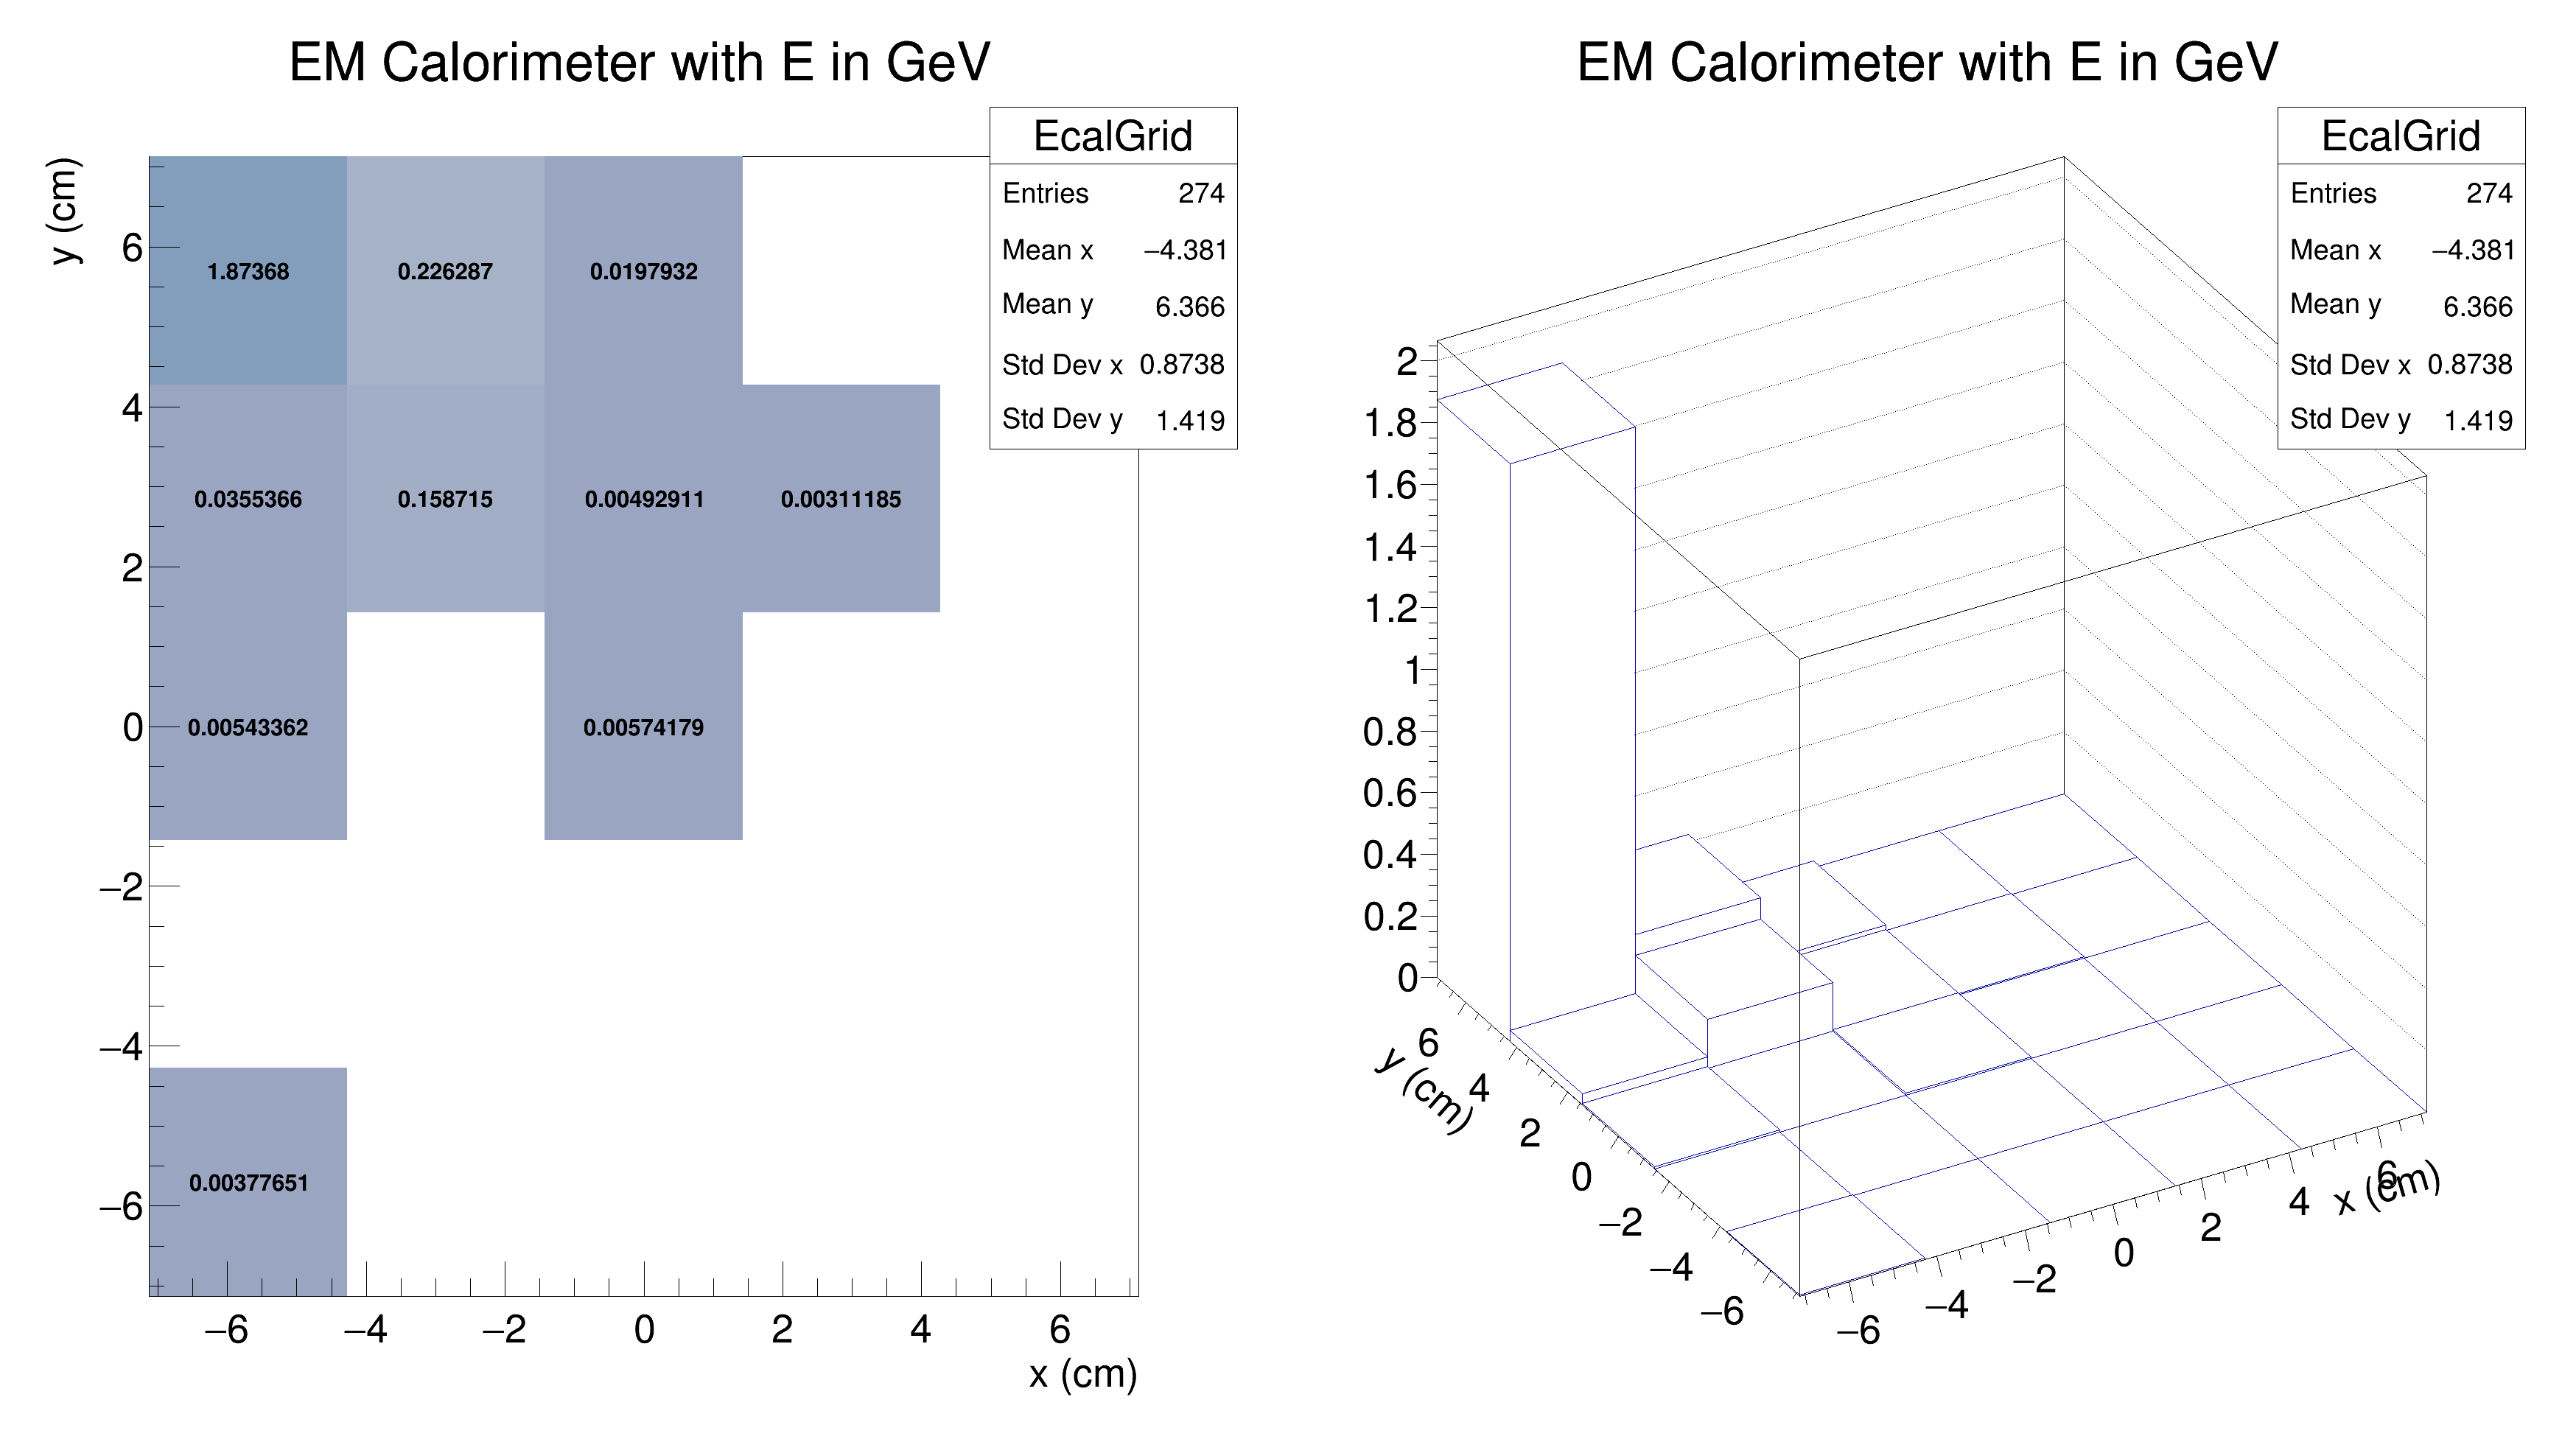 EM Calorimeter with E in GeV
EcalGrid
Entries 274
Mean x −4.381
Mean y 6.366
Std Dev x 0.8738
Std Dev y 1.419
y (cm)
6
4
2
0
−2
−4
−6
1.87368 0.226287 0.0197932
0.0355366 0.158715 0.00492911 0.00311185
0.00543362 0.00574179
0.00377651
−6 −4 −2 0 2 4 6
x (cm)
EM Calorimeter with E in GeV
EcalGrid
Entries 274
Mean x −4.381
Mean y 6.366
Std Dev x 0.8738
Std Dev y 1.419
2
1.8
1.6
1.4
1.2
1
0.8
0.6
0.4
0.2
0
6
4
2
0
−2
−4
−6
y (cm)
−6
−4
−2
0
2
4
6
x (cm)